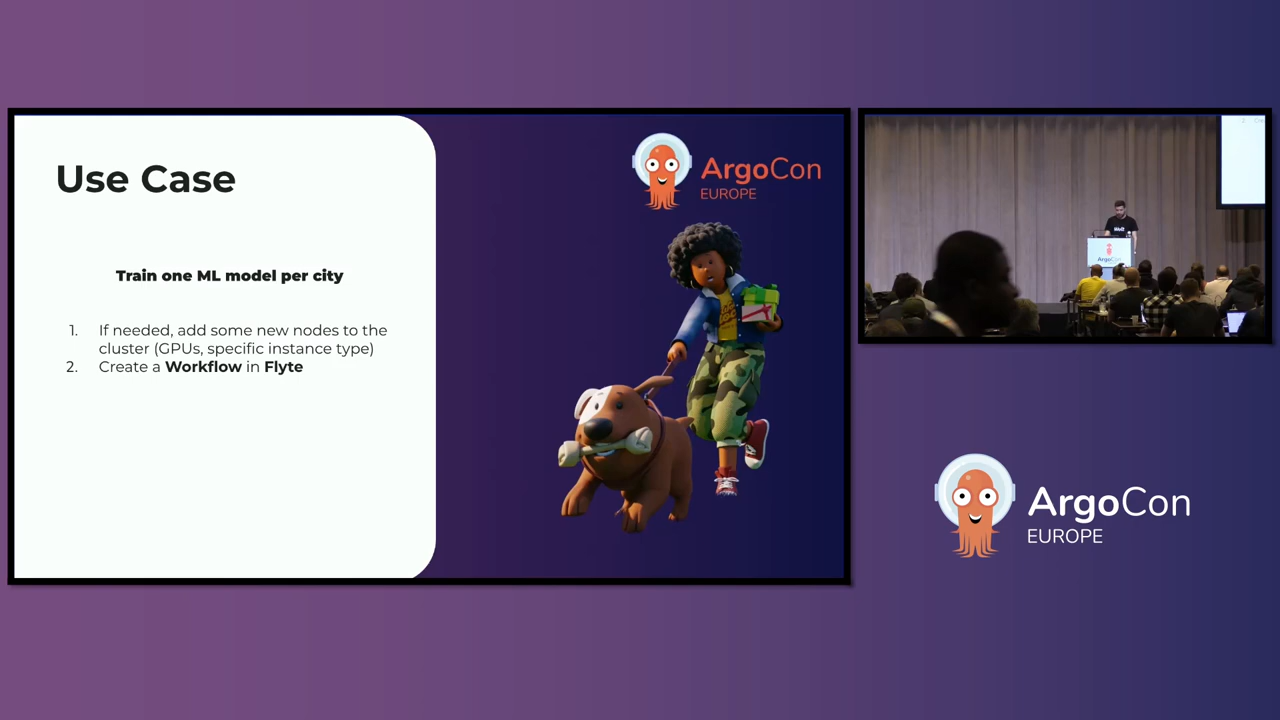 Use Case
Train one ML model per city
1. If needed, add some new nodes to the
cluster (GPUs, specific instance type)
2. Create a Workflow in Flyte
ArgoCon
EUROPE
ArgoCon
ArgoCon
EUROPE